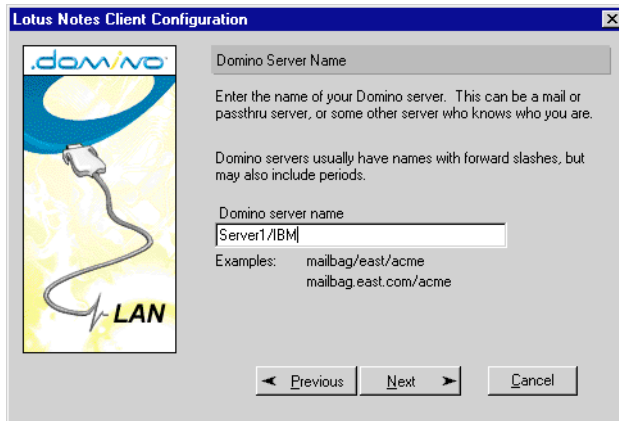 Lotus Notes Client Configuration
.domino
Domino Server Name
Enter the name of your Domino server. This can be a mail or
passthru server, or some other server who knows who you are.
Domino servers usually have names with forward slashes, but
may also include periods.
Domino server name
Server1/IBM
Examples: mailbag/east/acme
mailbag.east.com/acme
LAN
Previous Next Cancel